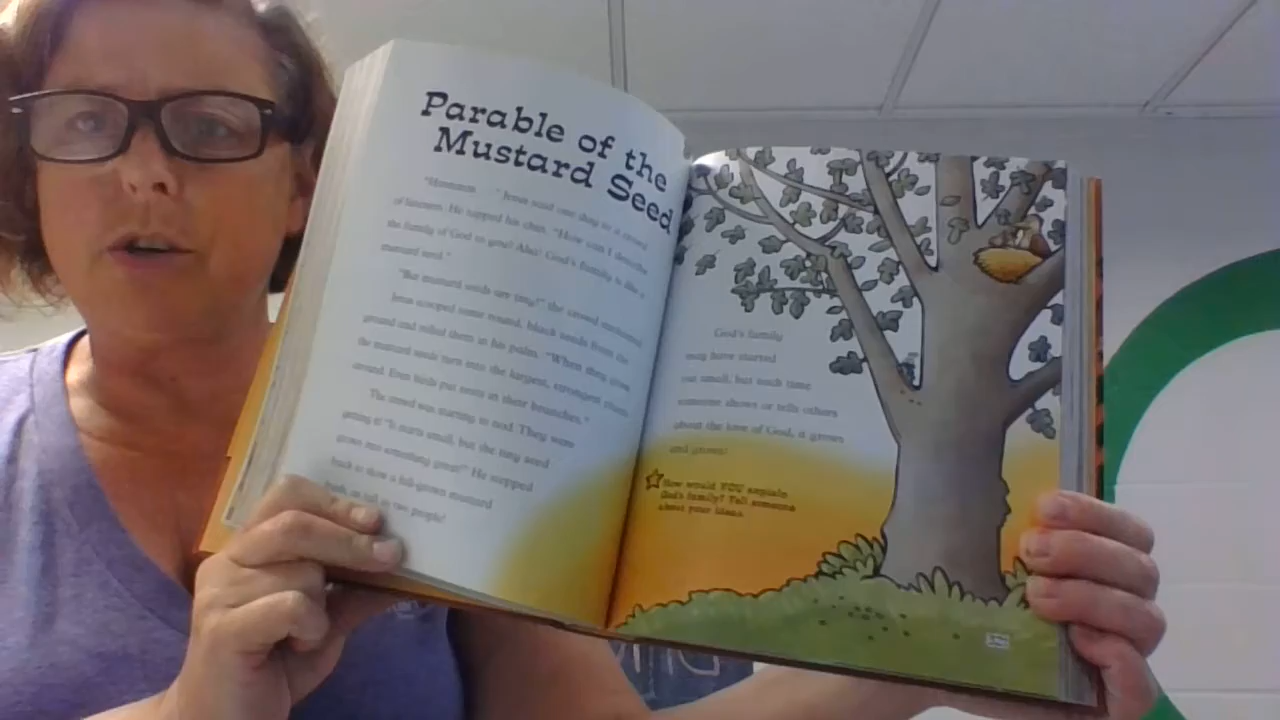 Parable of the
Mustard Seed
"Hmmmm . . ." Jesus said one day to a crowd
of listeners. He tapped his chin. "How can I describe
the family of God to you? Aha! God's family is like a
mustard seed."
"But mustard seeds are tiny!" the crowd
Jesus scooped some round, black seeds from the
ground and rolled them in his palm. "When they grow
the mustard seeds turn into the largest, strongest plants
around. Even birds put nests in their branches."
The crowd was starting to nod. They were
getting it. "It starts small, but the tiny seed
grows into something great!" He stepped
back to show a full-grown mustard
as tall as two people!
God's family
may have started
out small, but each time
someone shows or tells others
about the love of God, it grows
and grows!
How would YOU explain
God's family? Tell someone
about your ideas.